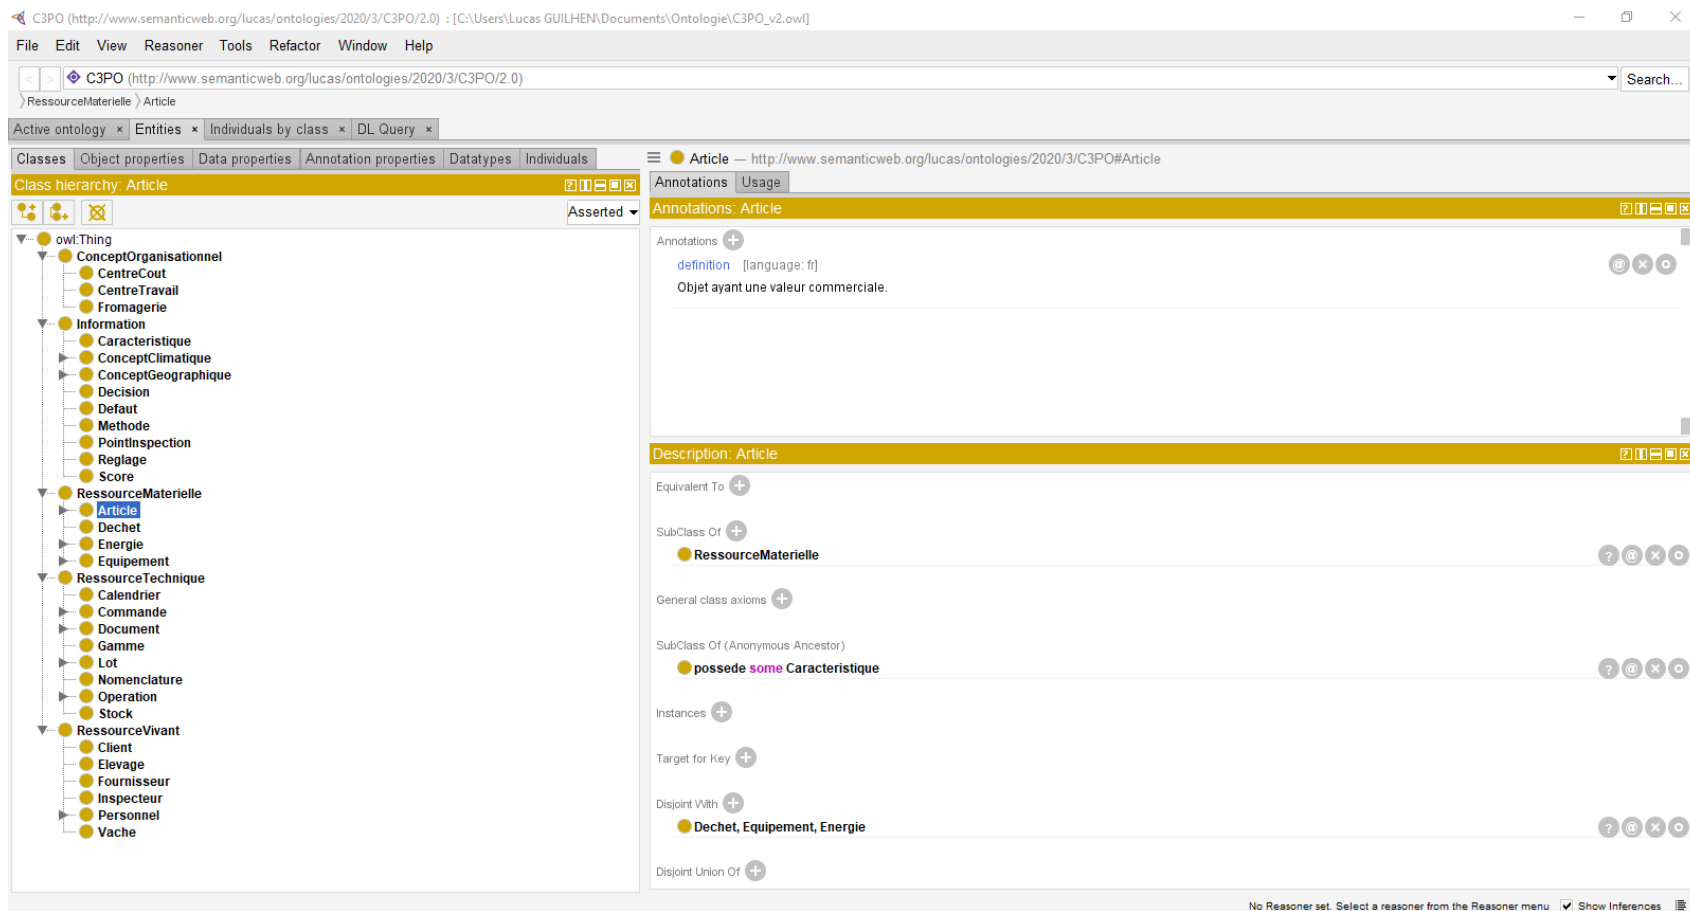 C3PO (http://www.semanticweb.org/lucas/ontologies/2020/3/C3PO/2.0) : [C:\Users\Lucas GUILHEN\Documents\Ontologie\C3PO_v2.owl]
File Edit View Reasoner Tools Refactor Window Help
< > C3PO (http://www.semanticweb.org/lucas/ontologies/2020/3/C3PO/2.0) Search...
RessourceMaterielle Article
Active ontology × Entities × Individuals by class × DL Query ×
Classes Object properties Data properties Annotation properties Datatypes Individuals
Class hierarchy: Article
Asserted
owl:Thing
ConceptOrganisationnel
CentreCout
CentreTravail
Fromagerie
Information
Caracteristique
ConceptClimatique
ConceptGeographique
Decision
Defaut
Methode
PointInspection
Reglage
Score
RessourceMaterielle
Article
Dechet
Energie
Equipement
RessourceTechnique
Calendrier
Commande
Document
Gamme
Lot
Nomenclature
Operation
Stock
RessourceVivant
Client
Elevage
Fournisseur
Inspecteur
Personnel
Vache
Article — http://www.semanticweb.org/lucas/ontologies/2020/3/C3PO#Article
Annotations Usage
Annotations: Article
Annotations
definition [language: fr]
Objet ayant une valeur commerciale.
Description: Article
Equivalent To
SubClass Of
RessourceMaterielle
General class axioms
SubClass Of (Anonymous Ancestor)
possede some Caracteristique
Instances
Target for Key
Disjoint With
Dechet, Equipement, Energie
Disjoint Union Of
No Reasoner set. Select a reasoner from the Reasoner menu Show Inferences